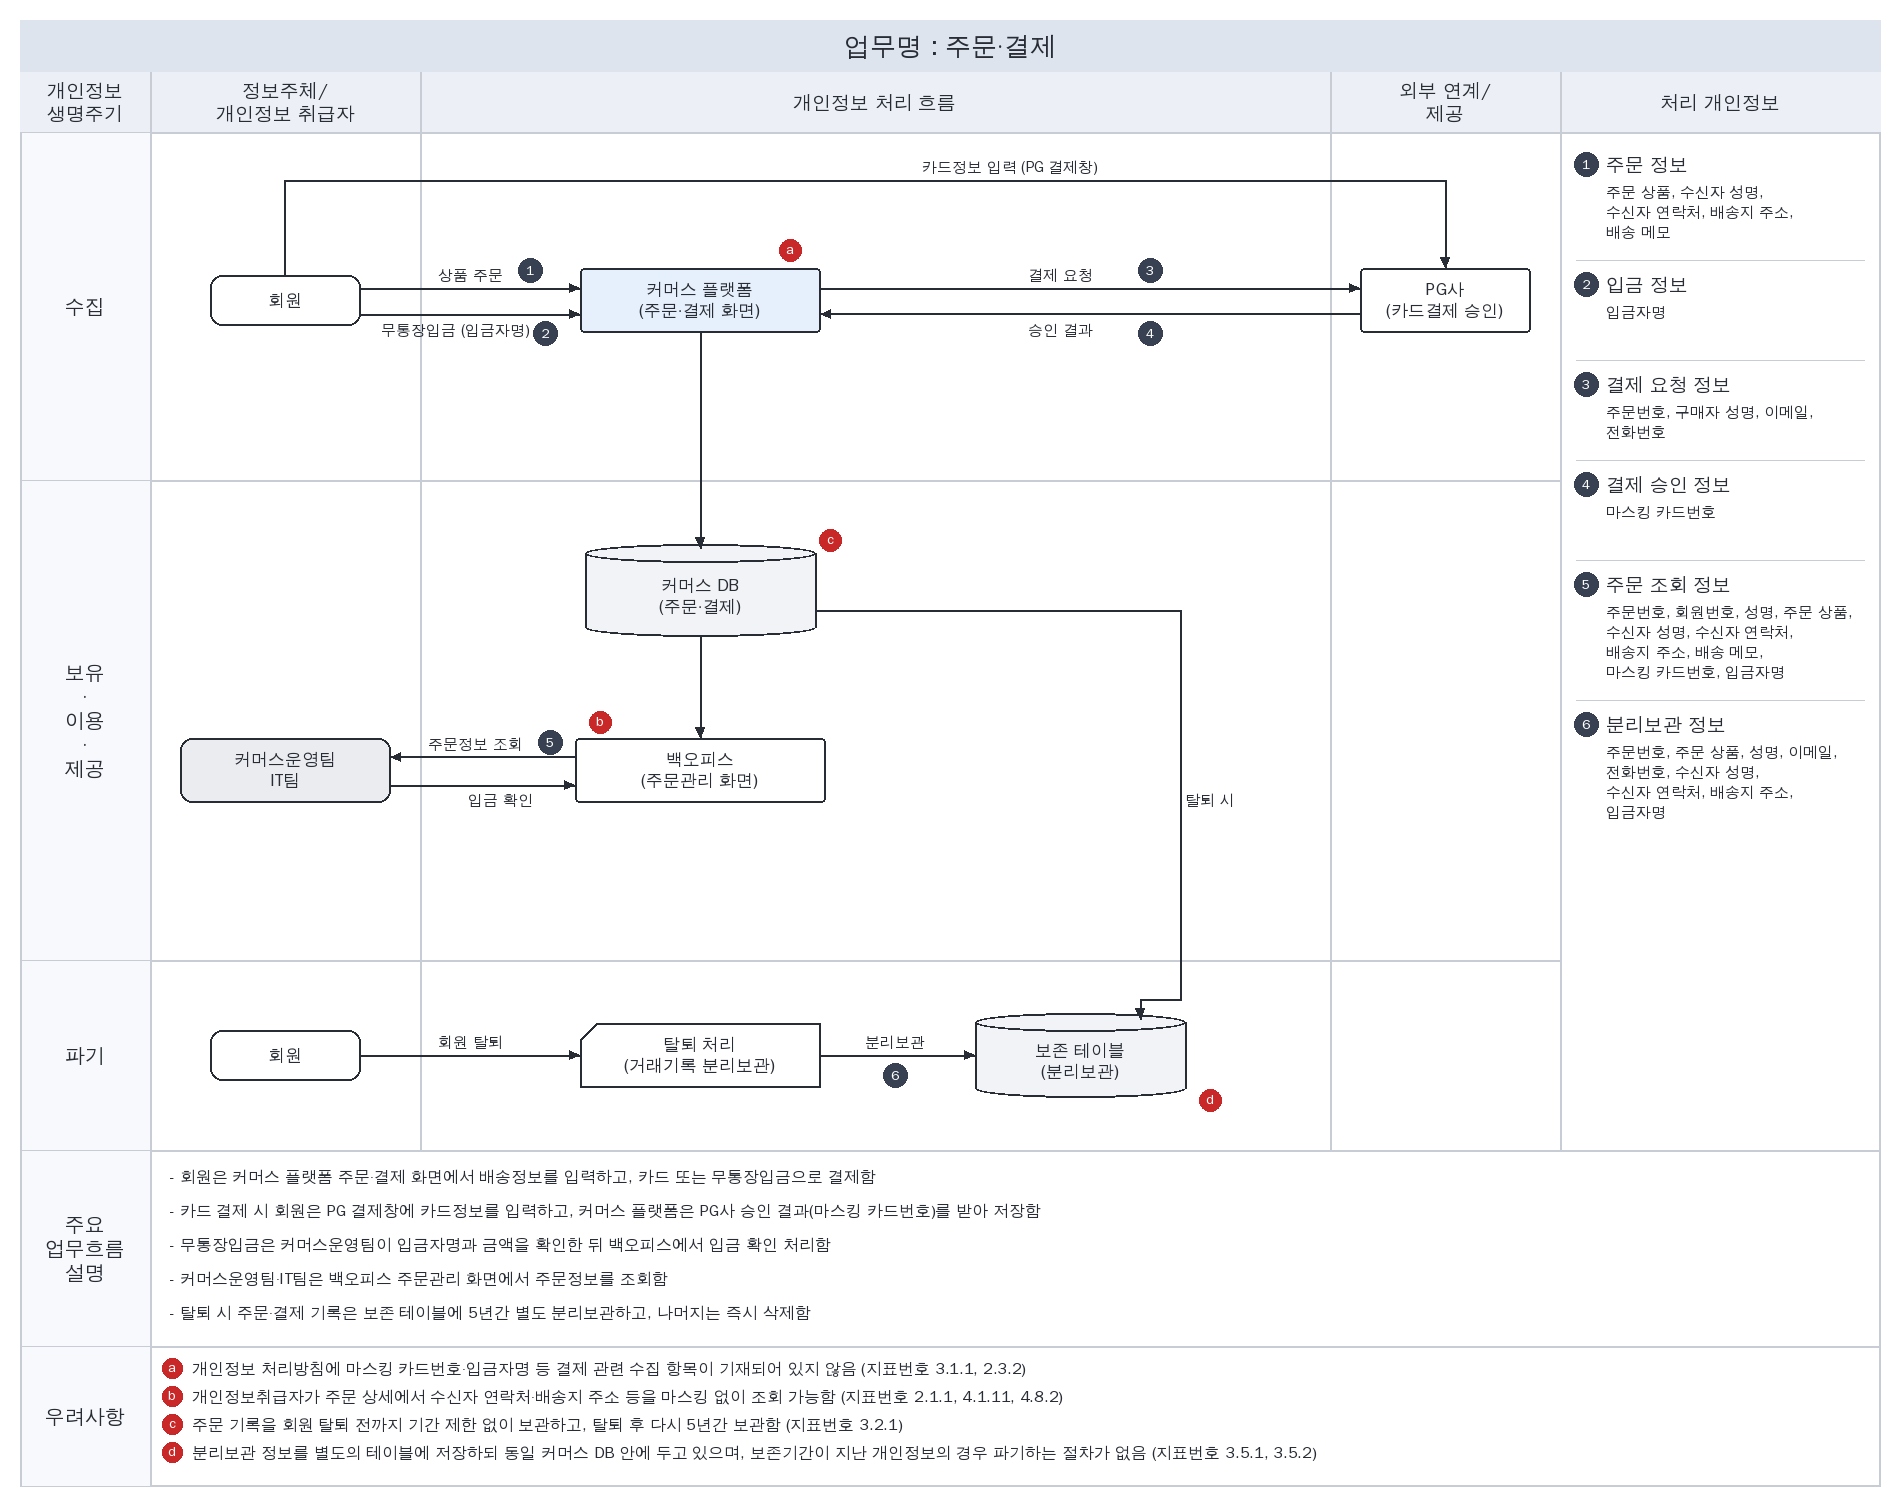 업무명 : 주문·결제
개인정보
생명주기
정보주체/
개인정보 취급자
개인정보 처리 흐름
외부 연계/
제공
처리 개인정보
수집
카드정보 입력 (PG 결제창)
a
회원
상품 주문
1
무통장입금 (입금자명)
2
커머스 플랫폼
(주문·결제 화면)
결제 요청
3
승인 결과
4
PG사
(카드결제 승인)
보유
·
이용
·
제공
c
커머스 DB
(주문·결제)
b
커머스운영팀
IT팀
주문정보 조회
5
입금 확인
백오피스
(주문관리 화면)
탈퇴 시
파기
회원
회원 탈퇴
탈퇴 처리
(거래기록 분리보관)
분리보관
6
보존 테이블
(분리보관)
d
1 주문 정보
주문 상품, 수신자 성명,
수신자 연락처, 배송지 주소,
배송 메모
2 입금 정보
입금자명
3 결제 요청 정보
주문번호, 구매자 성명, 이메일,
전화번호
4 결제 승인 정보
마스킹 카드번호
5 주문 조회 정보
주문번호, 회원번호, 성명, 주문 상품,
수신자 성명, 수신자 연락처,
배송지 주소, 배송 메모,
마스킹 카드번호, 입금자명
6 분리보관 정보
주문번호, 주문 상품, 성명, 이메일,
전화번호, 수신자 성명,
수신자 연락처, 배송지 주소,
입금자명
주요
업무흐름
설명
- 회원은 커머스 플랫폼 주문·결제 화면에서 배송정보를 입력하고, 카드 또는 무통장입금으로 결제함
- 카드 결제 시 회원은 PG 결제창에 카드정보를 입력하고, 커머스 플랫폼은 PG사 승인 결과(마스킹 카드번호)를 받아 저장함
- 무통장입금은 커머스운영팀이 입금자명과 금액을 확인한 뒤 백오피스에서 입금 확인 처리함
- 커머스운영팀·IT팀은 백오피스 주문관리 화면에서 주문정보를 조회함
- 탈퇴 시 주문·결제 기록은 보존 테이블에 5년간 별도 분리보관하고, 나머지는 즉시 삭제함
우려사항
a 개인정보 처리방침에 마스킹 카드번호·입금자명 등 결제 관련 수집 항목이 기재되어 있지 않음 (지표번호 3.1.1, 2.3.2)
b 개인정보취급자가 주문 상세에서 수신자 연락처·배송지 주소 등을 마스킹 없이 조회 가능함 (지표번호 2.1.1, 4.1.11, 4.8.2)
c 주문 기록을 회원 탈퇴 전까지 기간 제한 없이 보관하고, 탈퇴 후 다시 5년간 보관함 (지표번호 3.2.1)
d 분리보관 정보를 별도의 테이블에 저장하되 동일 커머스 DB 안에 두고 있으며, 보존기간이 지난 개인정보의 경우 파기하는 절차가 없음 (지표번호 3.5.1, 3.5.2)